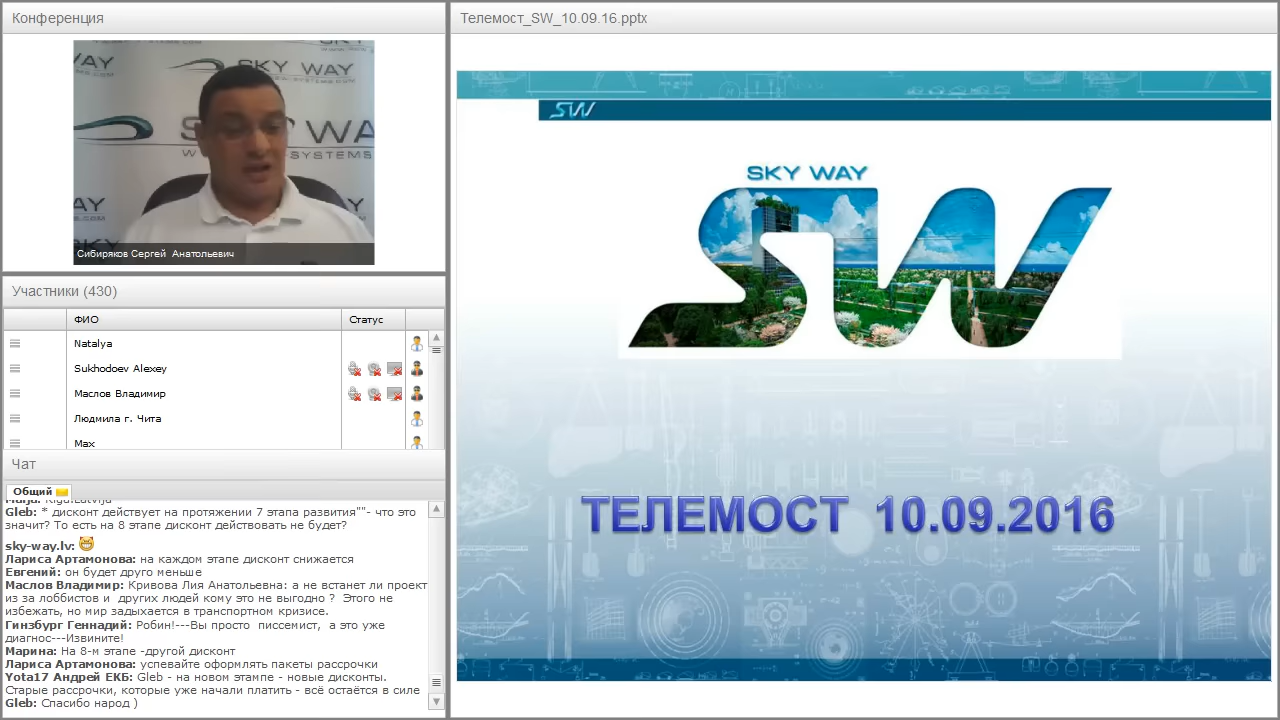 Конференция
SKY WAY
Сибиряков Сергей Анатольевич
Участники (430)
ФИО
Статус
Natalya
Sukhodoev Alexey
Маслов Владимир
Людмила г. Чита
Max
Чат
Общий
Gleb: * дисконт действует на протяжении 7 этапа развития""- что это
значит? То есть на 8 этапе дисконт действовать не будет?
sky-way.lv:
Лариса Артамонова: на каждом этапе дисконт снижается
Евгений: он будет друго меньше
Маслов Владимир: Кривова Лия Анатольевна: а не встанет ли проект
из за лоббистов и других людей кому это не выгодно ? Этого не
избежать, но мир задыхается в транспортном кризисе.
Гинзбург Геннадий: Робин!---Вы просто писсемист, а это уже
диагнос---Извините!
Марина: На 8-м этапе -другой дисконт
Лариса Артамонова: успевайте оформлять пакеты рассрочки
Yota17 Андрей ЕКБ: Gleb - на новом этампе - новые дисконты.
Старые рассрочки, которые уже начали платить - всё остаётся в силе
Gleb: Спасибо народ )
Телемост_SW_10.09.16.pptx
SW
SKY WAY
SW
ТЕЛЕМОСТ 10.09.2016